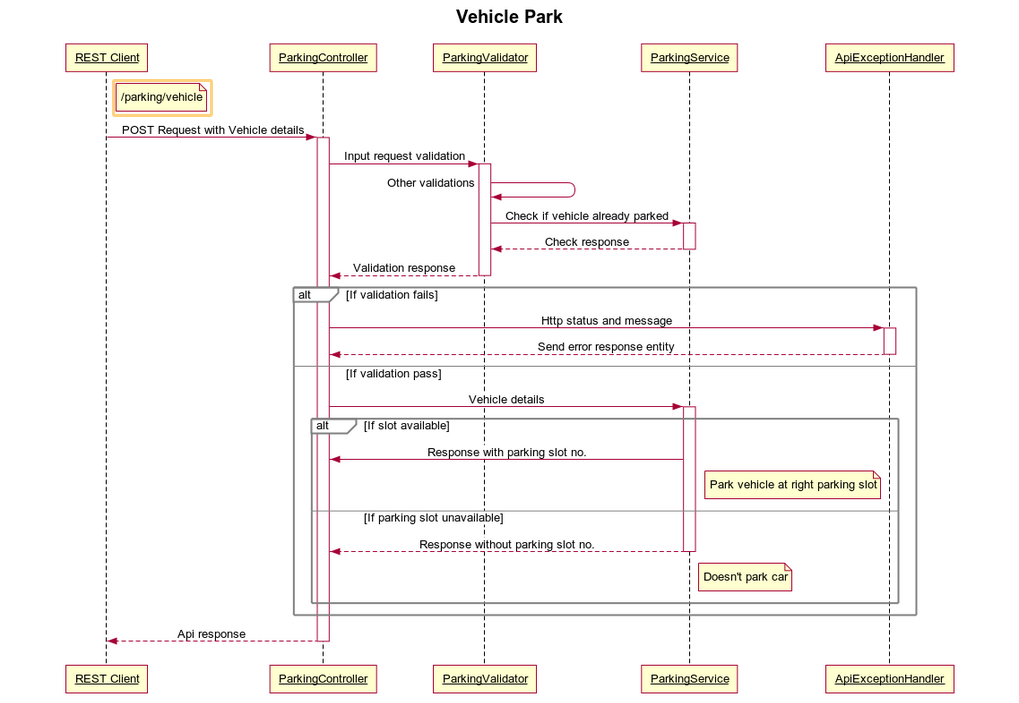 Vehicle Park
REST Client
ParkingController
ParkingValidator
ParkingService
ApiExceptionHandler
/parking/vehicle
POST Request with Vehicle details
Input request validation
Other validations
Check if vehicle already parked
Check response
Validation response
alt
[If validation fails]
Http status and message
Send error response entity
[If validation pass]
Vehicle details
alt
[If slot available]
Response with parking slot no.
Park vehicle at right parking slot
[If parking slot unavailable]
Response without parking slot no.
Doesn't park car
Api response
REST Client
ParkingController
ParkingValidator
ParkingService
ApiExceptionHandler